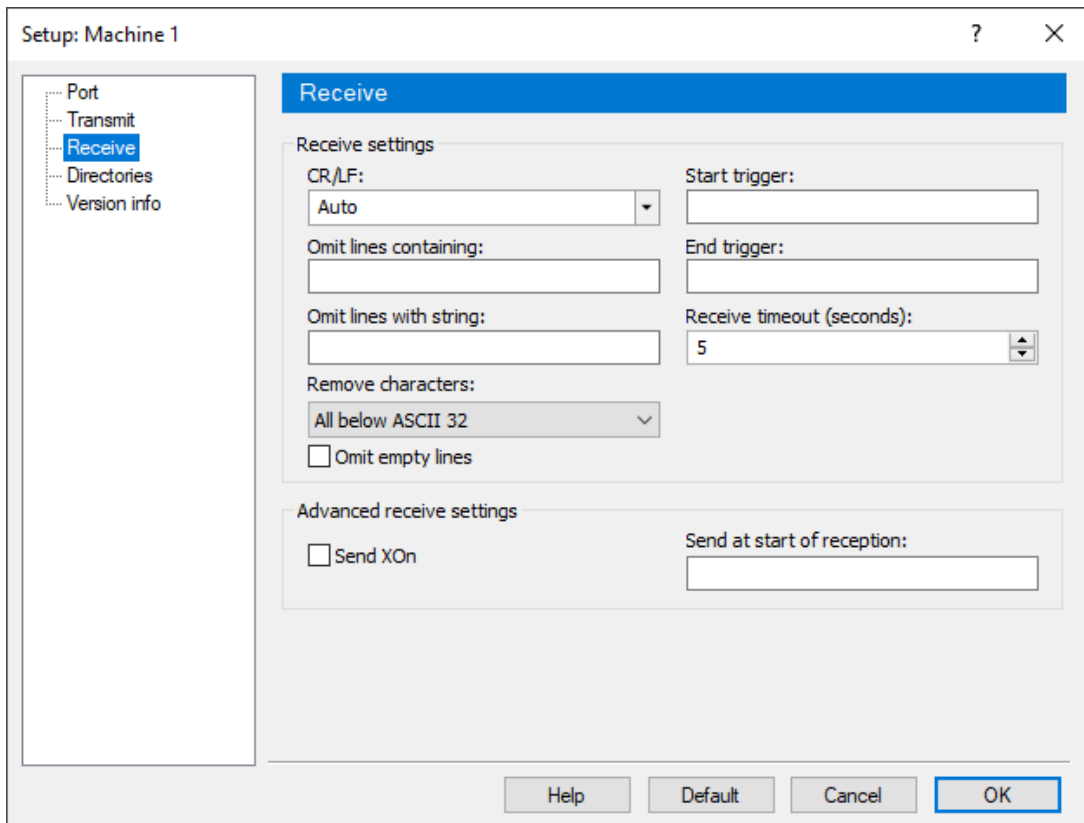 Setup: Machine 1
?
Port
Transmit
Receive
Directories
Version info
Receive
Receive settings
CR/LF:
Auto
Start trigger:
Omit lines containing:
End trigger:
Omit lines with string:
Receive timeout (seconds):
5
Remove characters:
All below ASCII 32
Omit empty lines
Advanced receive settings
Send XOn
Send at start of reception:
Help
Default
Cancel
OK